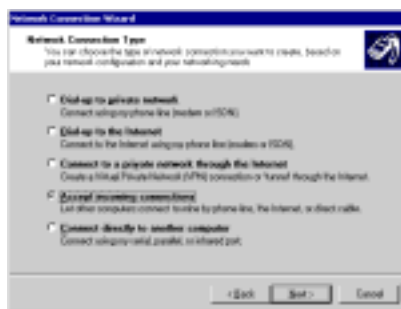 Network Connection Wizard
Network Connection Type
You can choose the type of network connection you want to create, based on
your network configuration and your networking needs.
Dial-up to private network
Connect using my phone line (modem or ISDN).
Dial-up to the Internet
Connect to the Internet using my phone line (modem or ISDN).
Connect to a private network through the Internet
Create a Virtual Private Network (VPN) connection or 'tunnel' through the Internet.
Accept incoming connections
Let other computers connect to mine by phone line, the Internet, or direct cable.
Connect directly to another computer
Connect using my serial, parallel, or infrared port.
< Back
Next >
Cancel